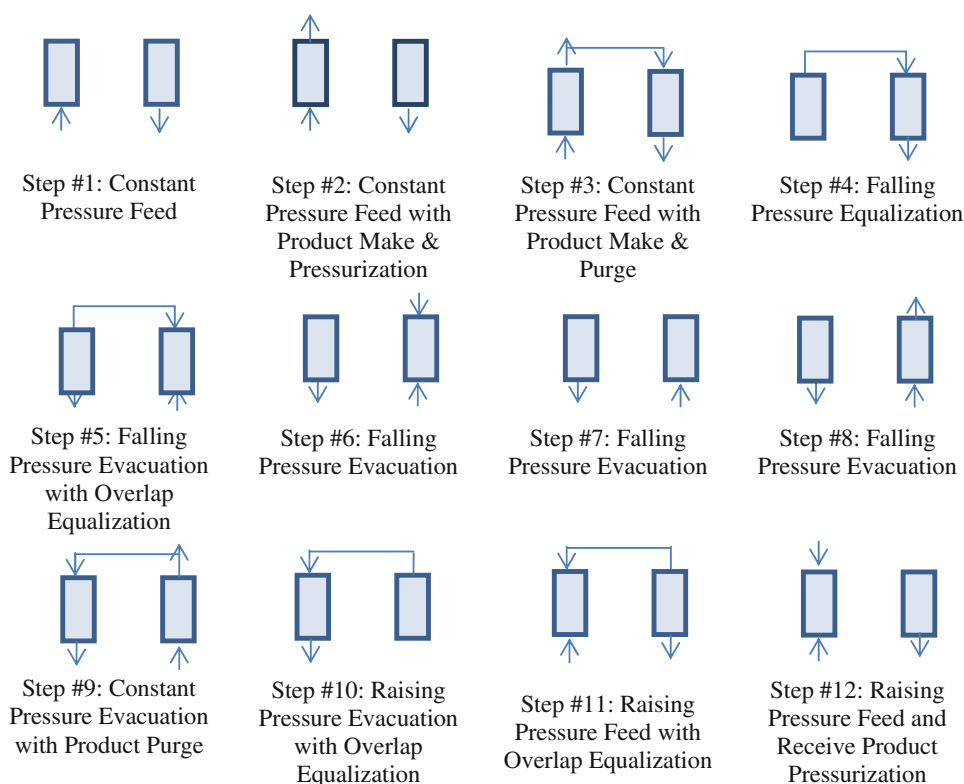 Step #1: Constant
Pressure Feed
Step #2: Constant
Pressure Feed with
Product Make &
Pressurization
Step #3: Constant
Pressure Feed with
Product Make &
Purge
Step #4: Falling
Pressure Equalization
Step #5: Falling
Pressure Evacuation
with Overlap
Equalization
Step #6: Falling
Pressure Evacuation
Step #7: Falling
Pressure Evacuation
Step #8: Falling
Pressure Evacuation
Step #9: Constant
Pressure Evacuation
with Product Purge
Step #10: Raising
Pressure Evacuation
with Overlap
Equalization
Step #11: Raising
Pressure Feed with
Overlap Equalization
Step #12: Raising
Pressure Feed and
Receive Product
Pressurization